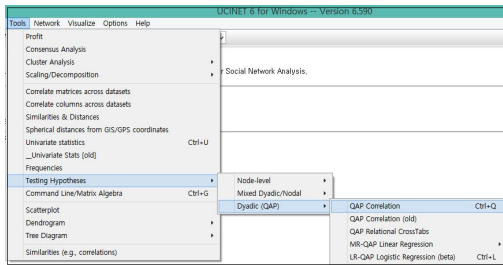 UCINET 6 for Windows -- Version 6.590
Tools Network Visualize Options Help
Profit
Consensus Analysis
Cluster Analysis
Scaling/Decomposition
r Social Network Analysis.
Correlate matrices across datasets
Correlate columns across datasets
Similarities & Distances
Spherical distances from GIS/GPS coordinates
Univariate statistics Ctrl+U
_Univariate Stats [old]
Frequencies
Testing Hypotheses Node-level
Command Line/Matrix Algebra Ctrl+G Mixed Dyadic/Nodal
Dyadic (QAP) QAP Correlation Ctrl+Q
Scatterplot QAP Correlation (old)
Dendrogram QAP Relational CrossTabs
Tree Diagram MR-QAP Linear Regression
Similarities (e.g., correlations) LR-QAP Logistic Regression (beta) Ctrl+L